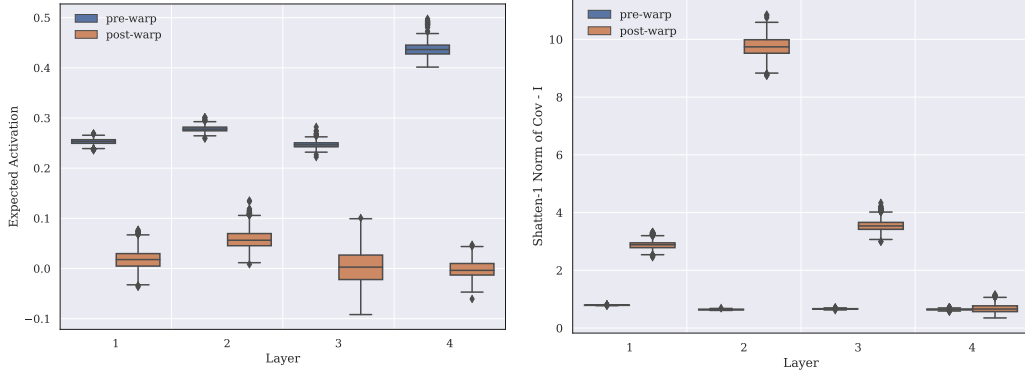 pre-warp
post-warp
0.5
0.4
0.3
0.2
0.1
0.0
−0.1
Expected Activation
1 2 3 4
Layer
pre-warp
post-warp
10
8
6
4
2
0
Shatten-1 Norm of Cov - I
1 2 3 4
Layer